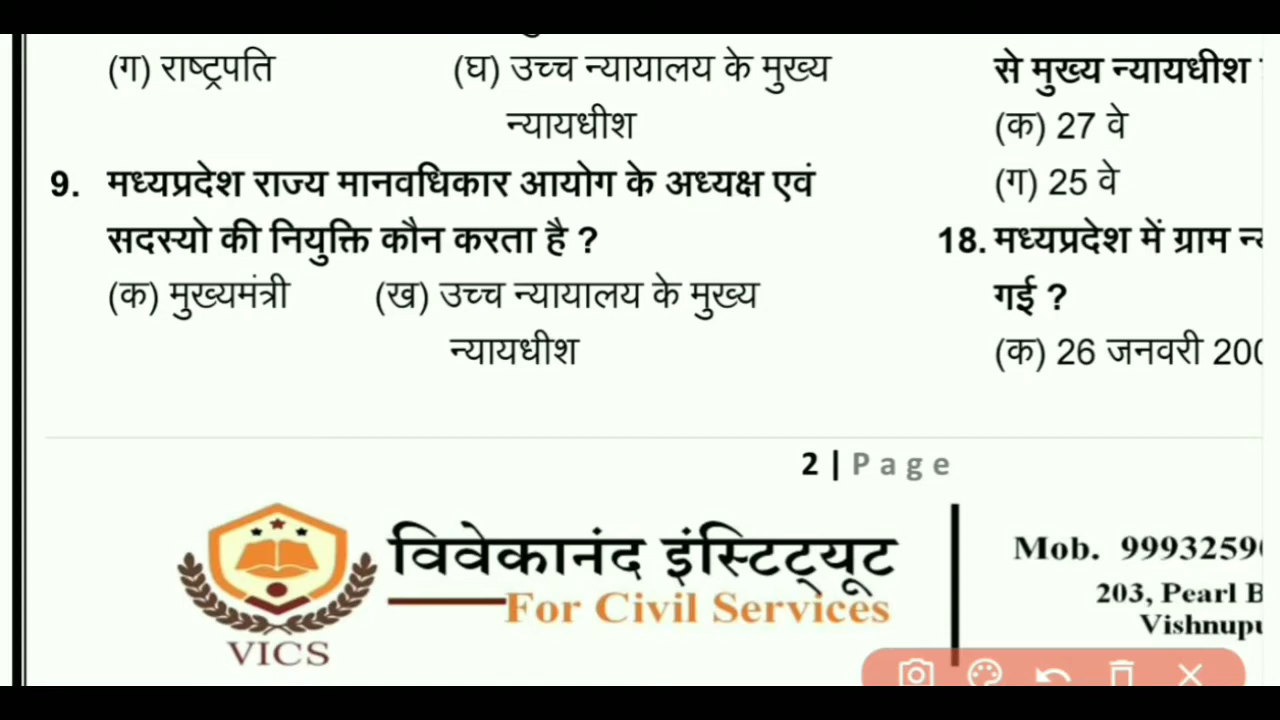 (ग) राष्ट्रपति (घ) उच्च न्यायालय के मुख्य
न्यायधीश
9. मध्यप्रदेश राज्य मानवधिकार आयोग के अध्यक्ष एवं
सदस्यो की नियुक्ति कौन करता है ?
(क) मुख्यमंत्री (ख) उच्च न्यायालय के मुख्य
न्यायधीश
से मुख्य न्यायधीश
(क) 27 वे
(ग) 25 वे
18. मध्यप्रदेश में ग्राम
गई ?
(क) 26 जनवरी
2 | Page
विवेकानंद इंस्टिट्यूट
For Civil Services
VICS
Mob. 9993259
203, Pearl